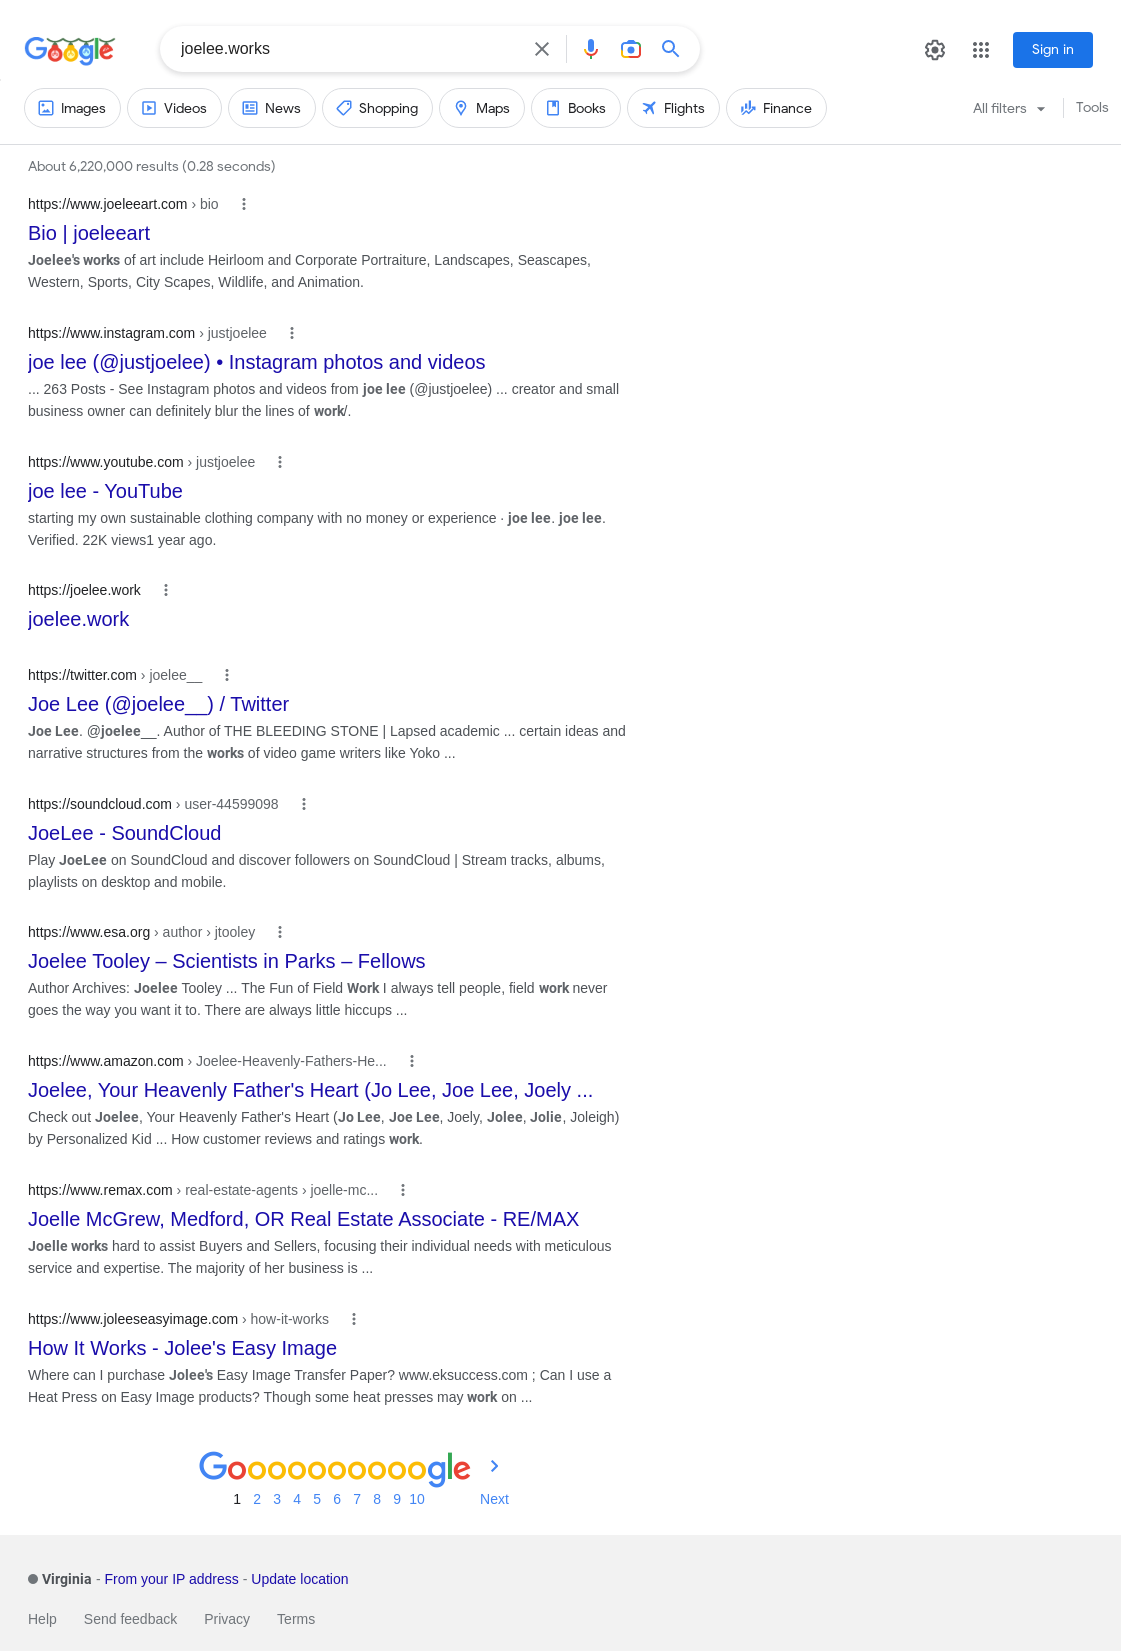 Google
joelee.works
Sign in
Images Videos News Shopping Maps Books Flights Finance All filters Tools
About 6,220,000 results (0.28 seconds)
https://www.joeleeart.com › bio
Bio | joeleeart
Joelee's works of art include Heirloom and Corporate Portraiture, Landscapes, Seascapes,
Western, Sports, City Scapes, Wildlife, and Animation.
https://www.instagram.com › justjoelee
joe lee (@justjoelee) • Instagram photos and videos
... 263 Posts - See Instagram photos and videos from joe lee (@justjoelee) ... creator and small
business owner can definitely blur the lines of work/.
https://www.youtube.com › justjoelee
joe lee - YouTube
starting my own sustainable clothing company with no money or experience · joe lee. joe lee.
Verified. 22K views1 year ago.
https://joelee.work
joelee.work
https://twitter.com › joelee__
Joe Lee (@joelee__) / Twitter
Joe Lee. @joelee__. Author of THE BLEEDING STONE | Lapsed academic ... certain ideas and
narrative structures from the works of video game writers like Yoko ...
https://soundcloud.com › user-44599098
JoeLee - SoundCloud
Play JoeLee on SoundCloud and discover followers on SoundCloud | Stream tracks, albums,
playlists on desktop and mobile.
https://www.esa.org › author › jtooley
Joelee Tooley – Scientists in Parks – Fellows
Author Archives: Joelee Tooley ... The Fun of Field Work I always tell people, field work never
goes the way you want it to. There are always little hiccups ...
https://www.amazon.com › Joelee-Heavenly-Fathers-He...
Joelee, Your Heavenly Father's Heart (Jo Lee, Joe Lee, Joely ...
Check out Joelee, Your Heavenly Father's Heart (Jo Lee, Joe Lee, Joely, Jolee, Jolie, Joleigh)
by Personalized Kid ... How customer reviews and ratings work.
https://www.remax.com › real-estate-agents › joelle-mc...
Joelle McGrew, Medford, OR Real Estate Associate - RE/MAX
Joelle works hard to assist Buyers and Sellers, focusing their individual needs with meticulous
service and expertise. The majority of her business is ...
https://www.joleeseasyimage.com › how-it-works
How It Works - Jolee's Easy Image
Where can I purchase Jolee's Easy Image Transfer Paper? www.eksuccess.com ; Can I use a
Heat Press on Easy Image products? Though some heat presses may work on ...
Goooooooooogle
1 2 3 4 5 6 7 8 9 10 Next
Virginia - From your IP address - Update location
Help Send feedback Privacy Terms